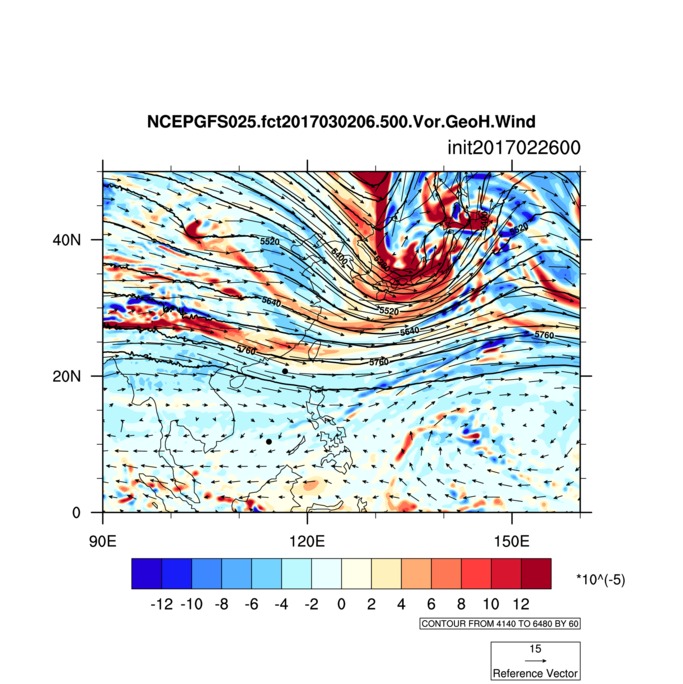 NCEPGFS025.fct2017030206.500.Vor.GeoH.Wind
init2017022600
40N
20N
0
5520
5400
5520
5640
5520
5640
5760
5760
5760
90E
120E
150E
-12 -10 -8 -6 -4 -2 0 2 4 6 8 10 12
*10^(-5)
CONTOUR FROM 4140 TO 6480 BY 60
15
Reference Vector